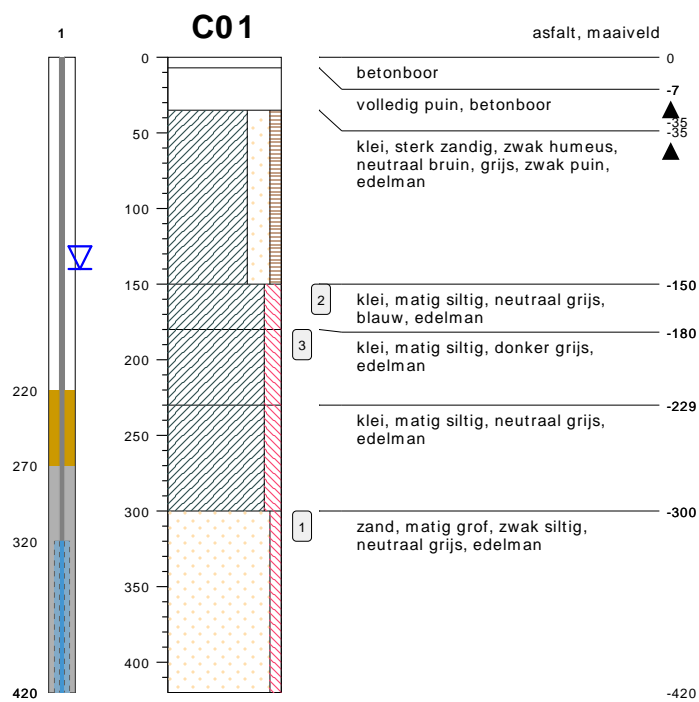 C01
1
asfalt, maaiveld
0
0
betonboor
-7
volledig puin, betonboor
-35
-35
50
klei, sterk zandig, zwak humeus,
neutraal bruin, grijs, zwak puin,
edelman
100
150
-150
2
klei, matig siltig, neutraal grijs,
blauw, edelman
-180
3
klei, matig siltig, donker grijs,
edelman
200
220
-229
klei, matig siltig, neutraal grijs,
edelman
250
270
300
-300
1
zand, matig grof, zwak siltig,
neutraal grijs, edelman
320
350
400
420
-420